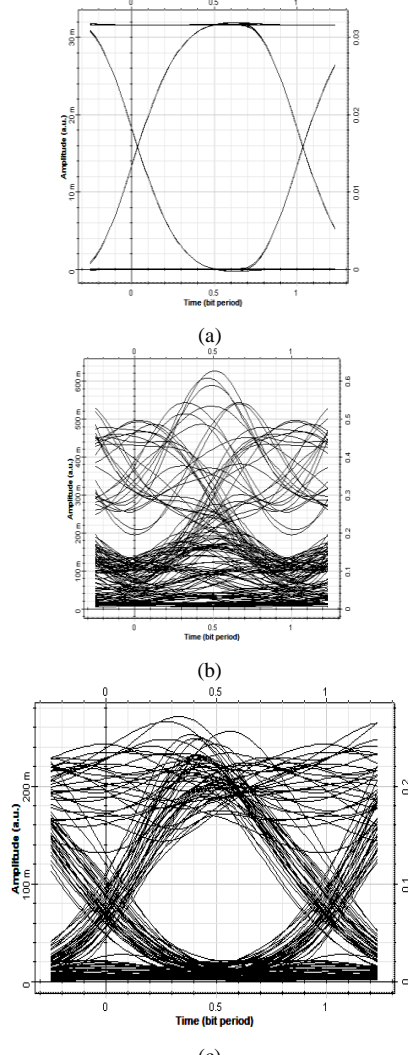 0 0.5 1
Amplitude (a.u.)
30 m
20 m
10 m
0
0.03
0.02
0.01
0
0 0.5 1
Time (bit period)
(a)
0 0.5 1
Amplitude (a.u.)
600 m
500 m
400 m
300 m
200 m
100 m
0
0.6
0.5
0.4
0.3
0.2
0.1
0
0 0.5 1
Time (bit period)
(b)
0 0.5 1
Amplitude (a.u.)
200 m
100 m
0
0.2
0.1
0
0 0.5 1
Time (bit period)
(c)